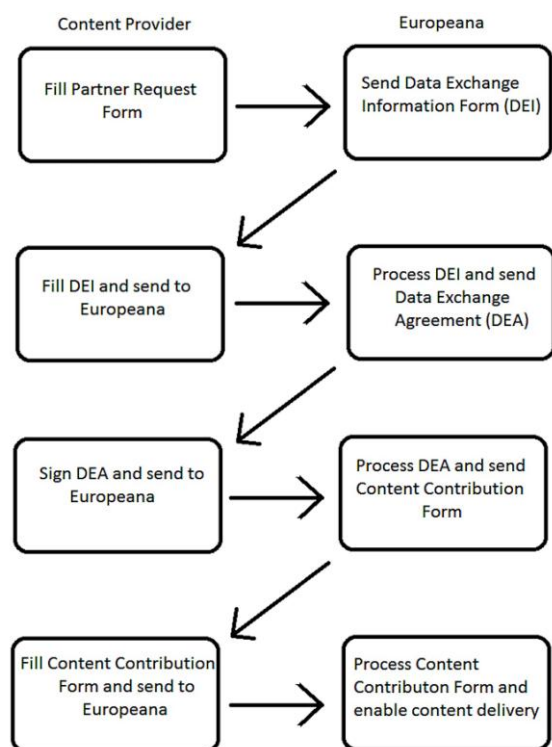 Content Provider
Europeana
Fill Partner Request
Form
Send Data Exchange
Information Form (DEI)
Fill DEI and send to
Europeana
Process DEI and send
Data Exchange
Agreement (DEA)
Sign DEA and send to
Europeana
Process DEA and send
Content Contribution
Form
Fill Content Contribution
Form and send to
Europeana
Process Content
Contributon Form and
enable content delivery